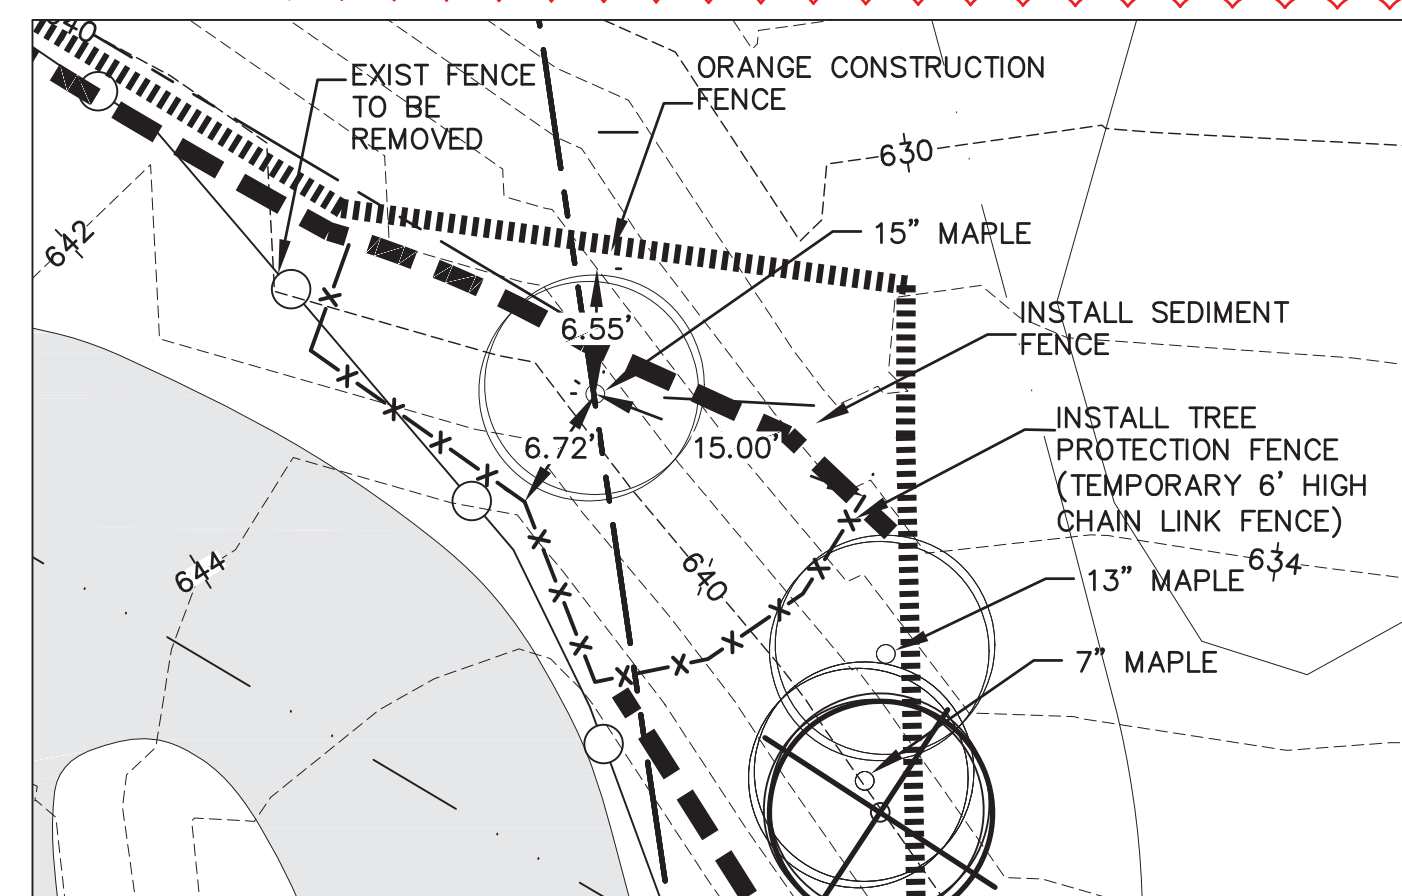 EXIST FENCE
TO BE
REMOVED
ORANGE CONSTRUCTION
FENCE
630
642
15” MAPLE
INSTALL SEDIMENT
FENCE
6.55’
6.72’
15.00’
INSTALL TREE
PROTECTION FENCE
(TEMPORARY 6’ HIGH
CHAIN LINK FENCE)
644
640
634
13” MAPLE
7” MAPLE